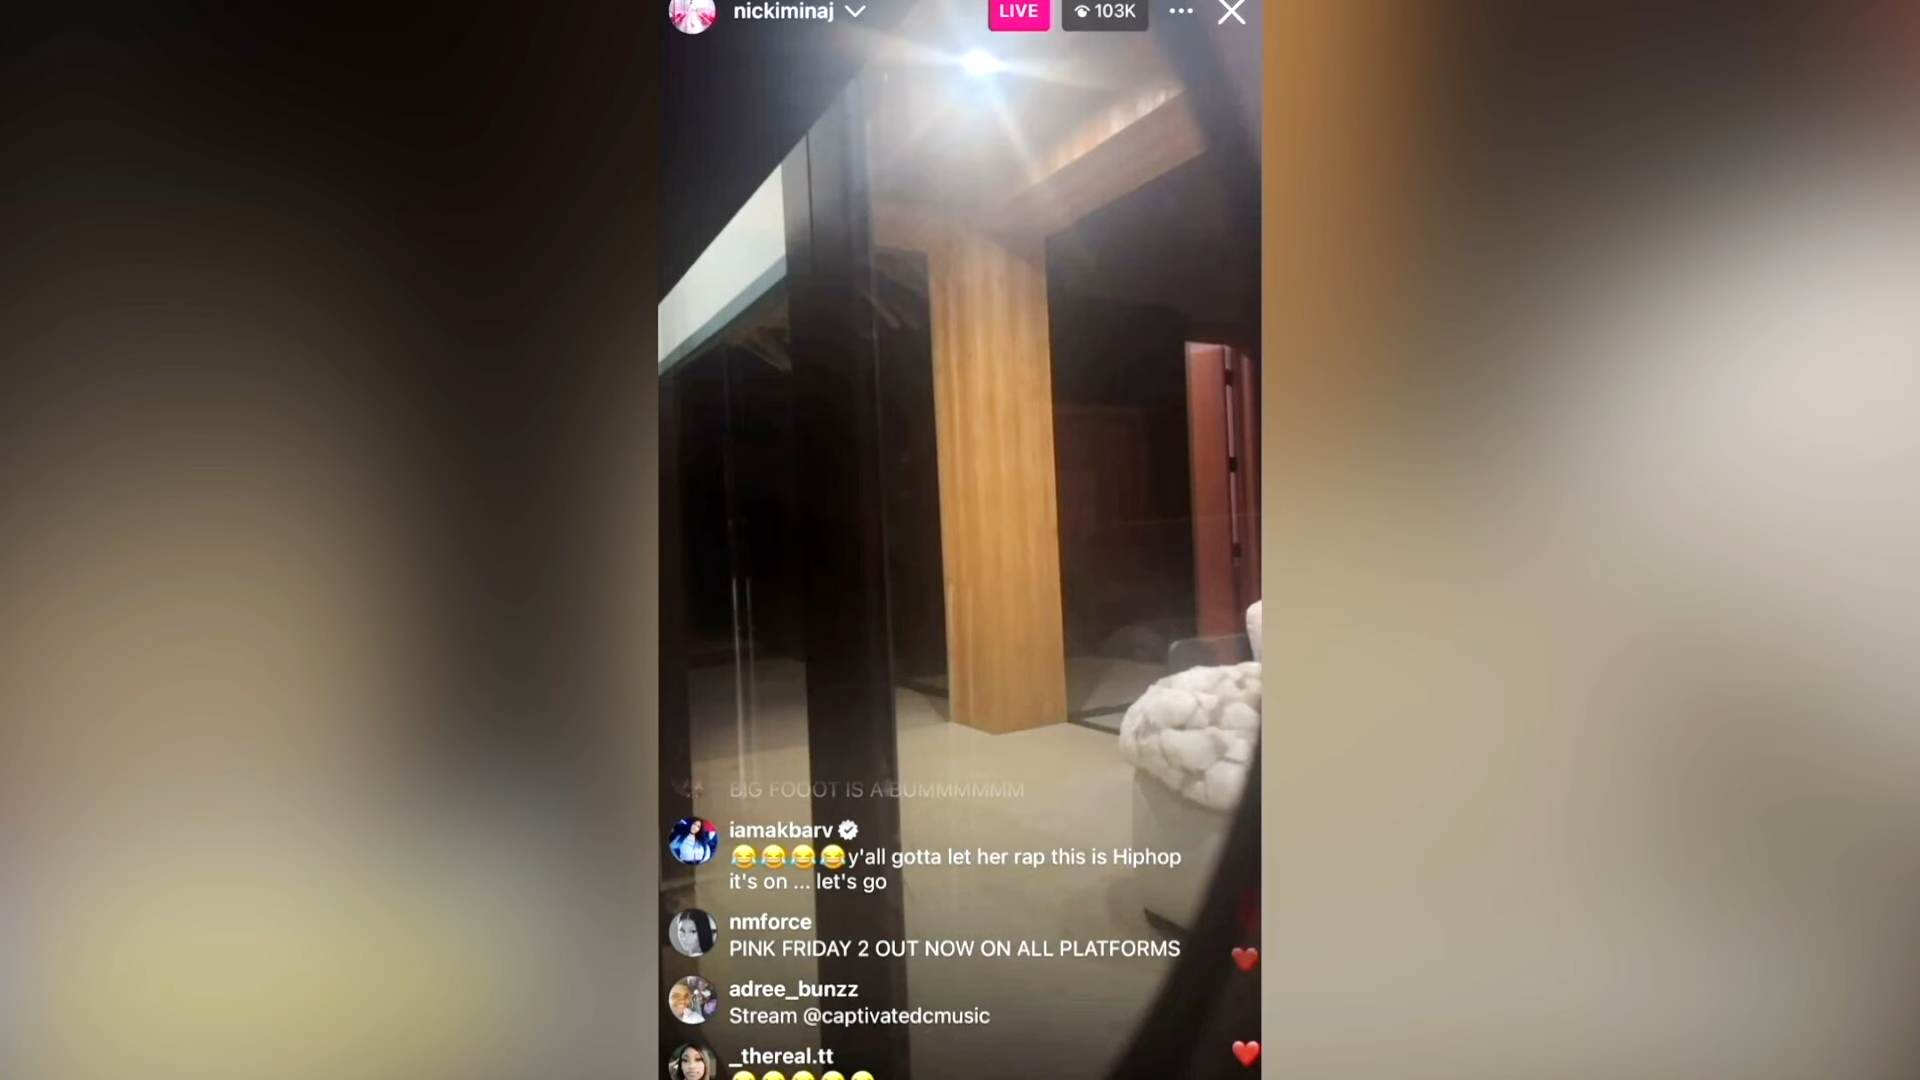 nickiminaj
LIVE
103K
BIG FOOOT IS A BUMMMMMM
iamakbarv
😂😂😂😂y'all gotta let her rap this is Hiphop
it's on ... let's go
nmforce
PINK FRIDAY 2 OUT NOW ON ALL PLATFORMS
adree_bunzz
Stream @captivatedcmusic
_thereal.tt
😂😂😂😂😂